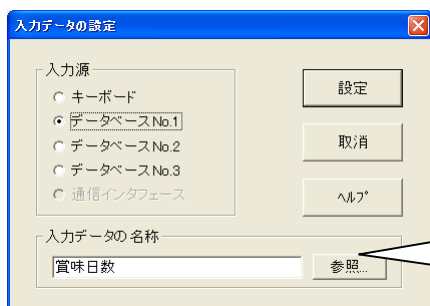 入力データの設定
入力源
キーボード
データベースNo.1
データベースNo.2
データベースNo.3
通信インタフェース
設定
取消
ﾍﾙﾌﾟ
入力データの名称
賞味日数
参照...